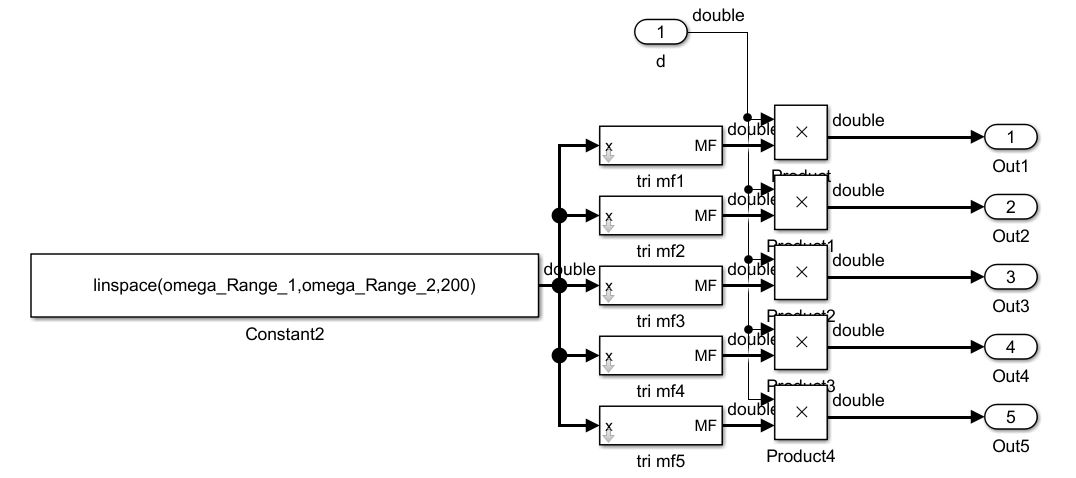 double
1
d
double
x MF
double
×
1
Out1
tri mf1
Product
double
x MF
double
×
2
Out2
tri mf2
Product1
linspace(omega_Range_1,omega_Range_2,200)
Constant2
double
double
x MF
double
×
3
Out3
tri mf3
Product2
double
x MF
double
×
4
Out4
tri mf4
Product3
double
x MF
double
×
5
Out5
tri mf5
Product4